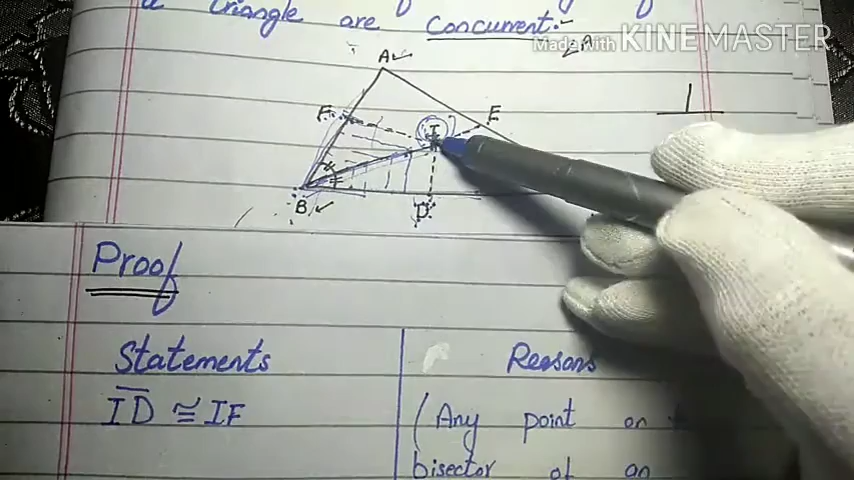 a triangle are concurrent.
Made with KINEMASTER
∠A
A
F
I
E
B
D
Proof
Statements
Reasons
ID ≅ IF
(Any point on
bisector of an